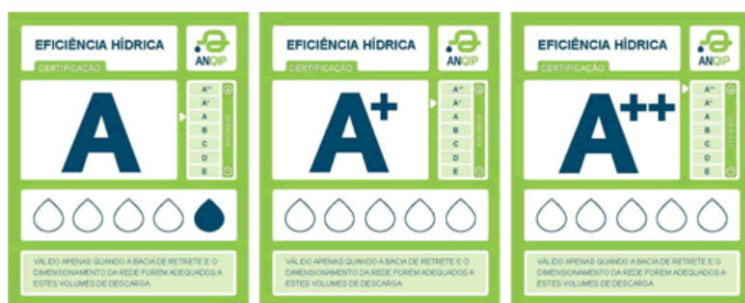 EFICIÊNCIA HÍDRICA
ANQIP
CERTIFICAÇÃO
A
A++
A+
A
B
C
D
E
VÁLIDO APENAS QUANDO A BACIA DE RETRETE E O
DIMENSIONAMENTO DA REDE FOREM ADEQUADOS A
ESTES VOLUMES DE DESCARGA
EFICIÊNCIA HÍDRICA
ANQIP
CERTIFICAÇÃO
A+
A++
A+
A
B
C
D
E
VÁLIDO APENAS QUANDO A BACIA DE RETRETE E O
DIMENSIONAMENTO DA REDE FOREM ADEQUADOS A
ESTES VOLUMES DE DESCARGA
EFICIÊNCIA HÍDRICA
ANQIP
CERTIFICAÇÃO
A++
A++
A+
A
B
C
D
E
VÁLIDO APENAS QUANDO A BACIA DE RETRETE E O
DIMENSIONAMENTO DA REDE FOREM ADEQUADOS A
ESTES VOLUMES DE DESCARGA